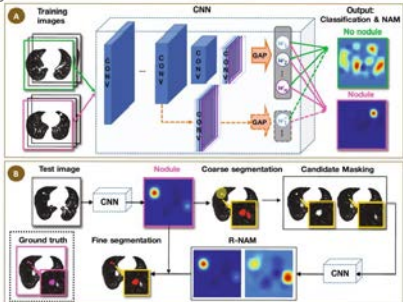 A
Training
images
CNN
Output:
Classification & NAM
No nodule
CONV
...
CONV
CONV
CONV
GAP
Nodule
CONV
GAP
B
Test image
CNN
Nodule
Coarse segmentation
Candidate Masking
Ground truth
Fine segmentation
R-NAM
CNN